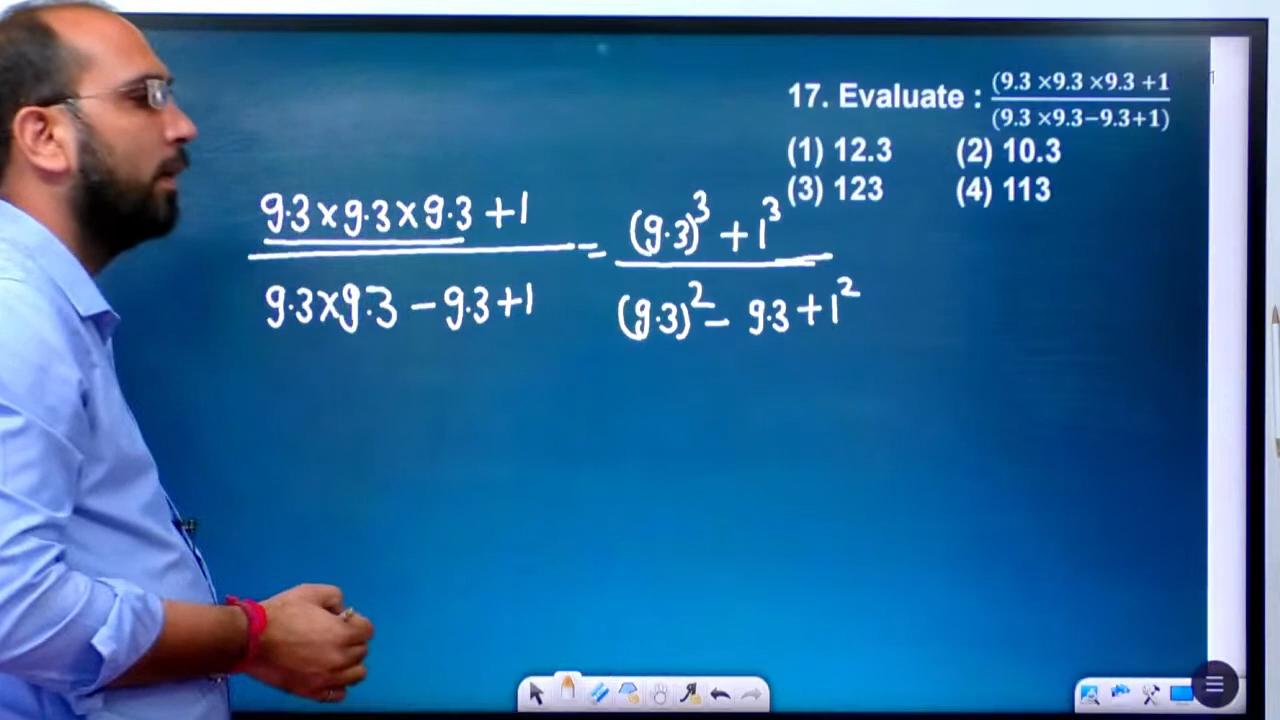 17. Evaluate : (9.3 ×9.3 ×9.3 +1
(9.3 ×9.3−9.3+1)
(1) 12.3 (2) 10.3
(3) 123 (4) 113
9.3×9.3×9.3+1 = (9.3)³+1³
9.3×9.3−9.3+1 (9.3)²− 9.3+1²